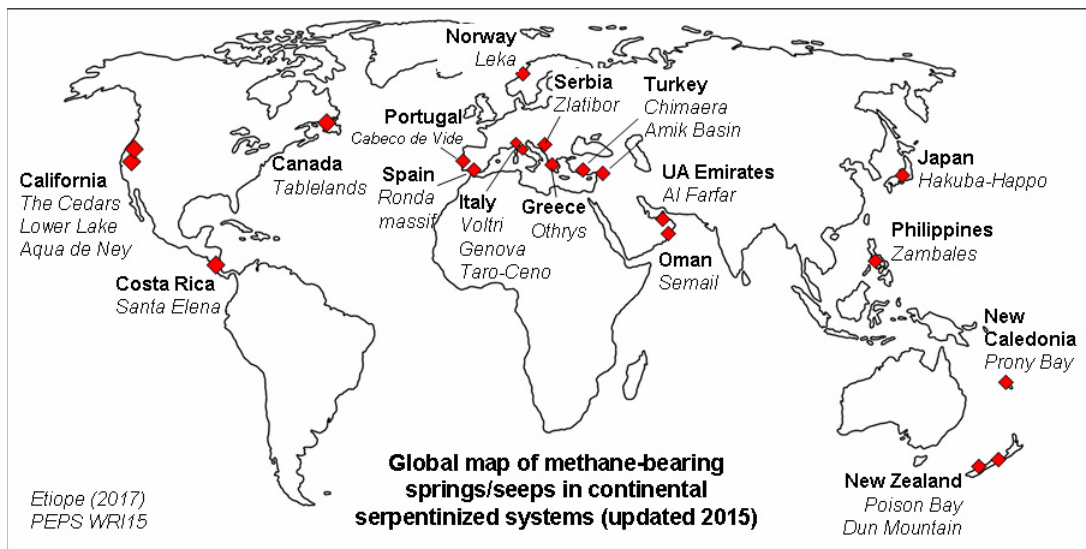 Norway
Leka
Serbia
Zlatibor
Turkey
Chimaera
Amik Basin
Portugal
Cabeco de Vide
Canada
Tablelands
Spain
Ronda
massif
Italy
Voltri
Genova
Taro-Ceno
Greece
Othrys
UA Emirates
Al Farfar
Oman
Semail
Japan
Hakuba-Happo
California
The Cedars
Lower Lake
Aqua de Ney
Costa Rica
Santa Elena
Philippines
Zambales
New
Caledonia
Prony Bay
New Zealand
Poison Bay
Dun Mountain
Global map of methane-bearing
springs/seeps in continental
serpentinized systems (updated 2015)
Etiope (2017)
PEPS WRI15